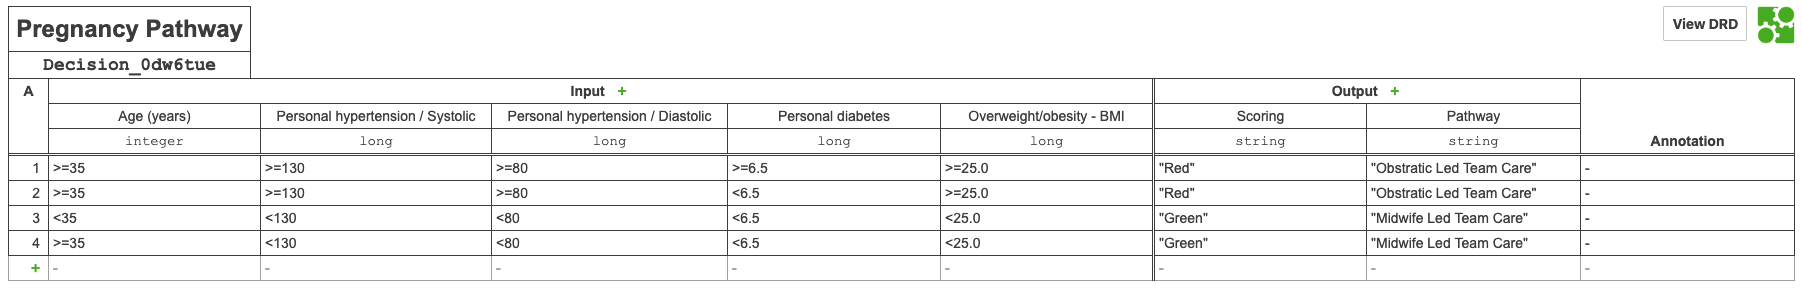 Pregnancy Pathway
View DRD
Decision_0dw6tue
A Input + Output + Annotation
Age (years) Personal hypertension / Systolic Personal hypertension / Diastolic Personal diabetes Overweight/obesity - BMI Scoring Pathway
integer long long long long string string
1 >=35 >=130 >=80 >=6.5 >=25.0 "Red" "Obstratic Led Team Care" -
2 >=35 >=130 >=80 <6.5 >=25.0 "Red" "Obstratic Led Team Care" -
3 <35 <130 <80 <6.5 <25.0 "Green" "Midwife Led Team Care" -
4 >=35 <130 <80 <6.5 <25.0 "Green" "Midwife Led Team Care" -
+ - - - - - - - -